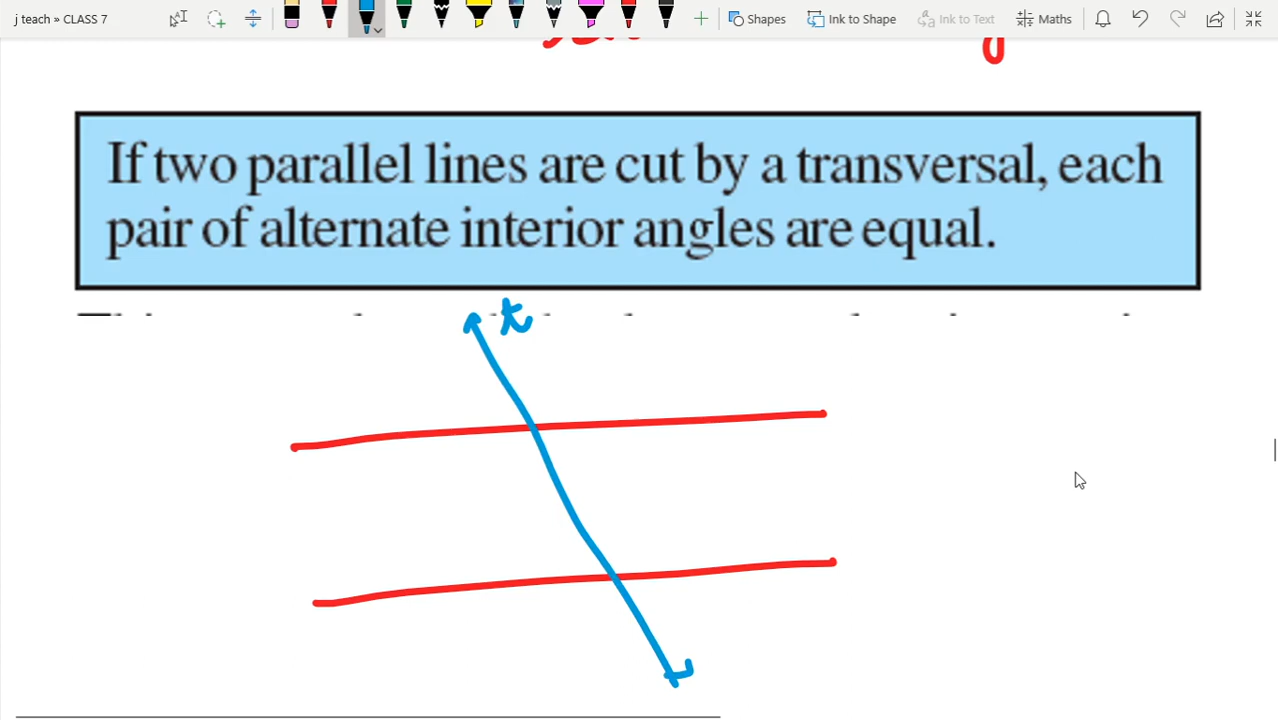 j teach » CLASS 7
Shapes
Ink to Shape
Ink to Text
Maths
If two parallel lines are cut by a transversal, each
pair of alternate interior angles are equal.
t